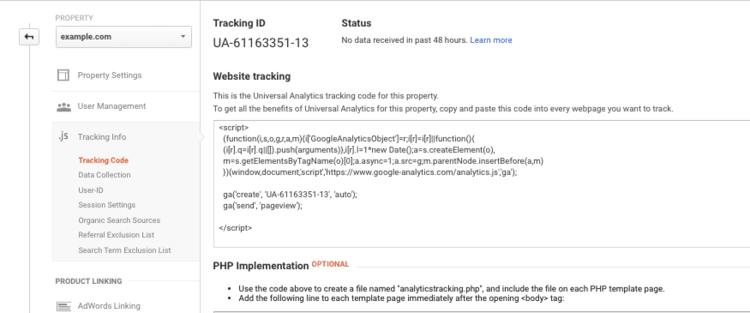 PROPERTY
example.com
Property Settings
User Management
.js Tracking Info
Tracking Code
Data Collection
User-ID
Session Settings
Organic Search Sources
Referral Exclusion List
Search Term Exclusion List
PRODUCT LINKING
AdWords Linking
Tracking ID
UA-61163351-13
Status
No data received in past 48 hours. Learn more
Website tracking
This is the Universal Analytics tracking code for this property.
To get all the benefits of Universal Analytics for this property, copy and paste this code into every webpage you want to track.
<script>
(function(i,s,o,g,r,a,m){i['GoogleAnalyticsObject']=r;i[r]=i[r]||function(){
(i[r].q=i[r].q||[]).push(arguments)},i[r].l=1*new Date();a=s.createElement(o),
m=s.getElementsByTagName(o)[0];a.async=1;a.src=g;m.parentNode.insertBefore(a,m)
})(window,document,'script','https://www.google-analytics.com/analytics.js','ga');
ga('create', 'UA-61163351-13', 'auto');
ga('send', 'pageview');
</script>
PHP Implementation OPTIONAL
• Use the code above to create a file named "analyticstracking.php", and include the file on each PHP template page.
• Add the following line to each template page immediately after the opening <body> tag: